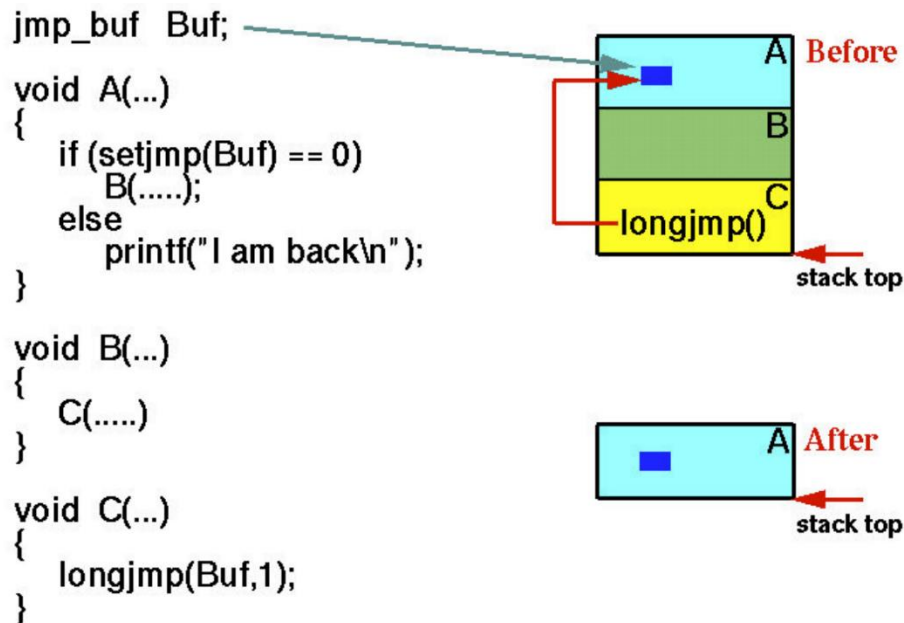 jmp_buf Buf;
void A(...)
{
if (setjmp(Buf) == 0)
B(.....);
else
printf("I am back\n");
}
void B(...)
{
C(.....)
}
void C(...)
{
longjmp(Buf,1);
}
A Before
B
C
longjmp()
stack top
A After
stack top